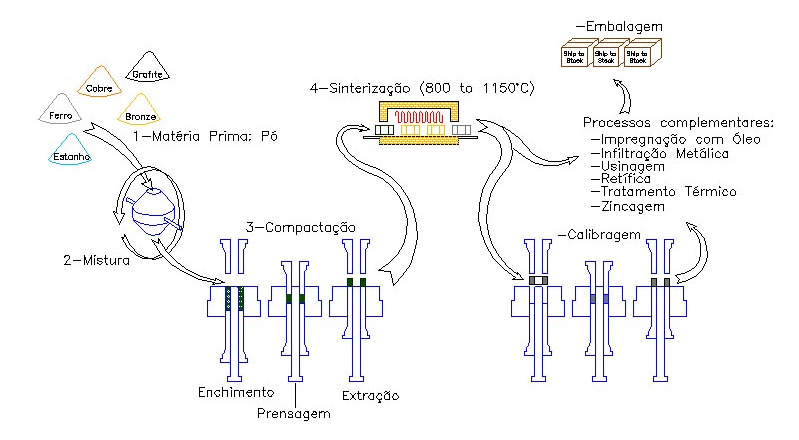 Grafite
Cobre
Ferro
Bronze
Estanho
1-Matéria Prima: Pó
2-Mistura
3-Compactação
Enchimento
Prensagem
Extração
4-Sinterização (800 to 1150°C)
-Calibragem
Processos complementares:
-Impregnação com Óleo
-Infiltração Metálica
-Usinagem
-Retífica
-Tratamento Térmico
-Zincagem
-Embalagem
Ship to Stock
Ship to Stock
Ship to Stock